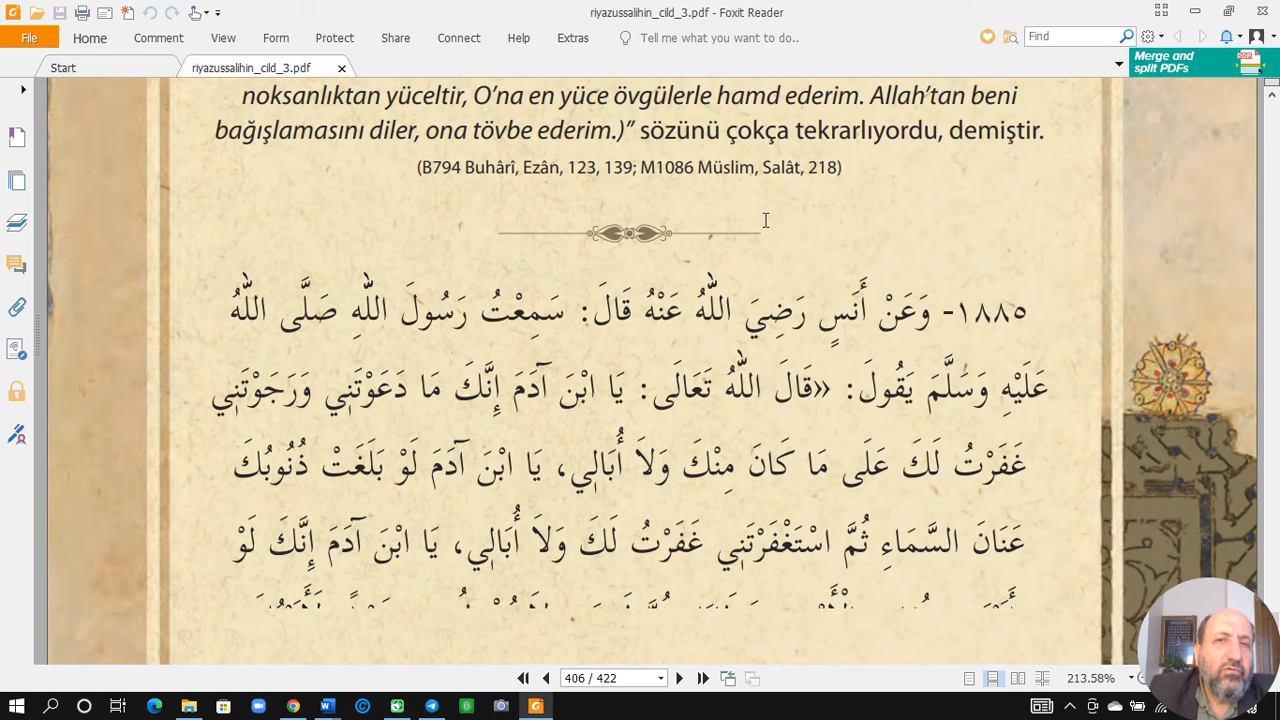 riyazussalihin_cild_3.pdf - Foxit Reader
File Home Comment View Form Protect Share Connect Help Extras Tell me what you want to do.. Find
Start riyazussalihin_cild_3.pdf Merge and split PDFs
noksanlıktan yüceltir, O’na en yüce övgülerle hamd ederim. Allah’tan beni
bağışlamasını diler, ona tövbe ederim.)” sözünü çokça tekrarlıyordu, demiştir.
(B794 Buhârî, Ezân, 123, 139; M1086 Müslim, Salât, 218)
١٨٨٥- وَعَنْ أَنَسٍ رَضِيَ اللّٰهُ عَنْهُ قَالَ: سَمِعْتُ رَسُولَ اللّٰهِ صَلَّى اللّٰهُ
عَلَيْهِ وَسَلَّمَ يَقُولَ: «قَالَ اللّٰهُ تَعَالَى: يَا ابْنَ آدَمَ إِنَّكَ مَا دَعَوْتَنِي وَرَجَوْتَنِي
غَفَرْتُ لَكَ عَلَى مَا كَانَ مِنْكَ وَلاَ أُبَالِي، يَا ابْنَ آدَمَ لَوْ بَلَغَتْ ذُنُوبُكَ
عَنَانَ السَّمَاءِ ثُمَّ اسْتَغْفَرْتَنِي غَفَرْتُ لَكَ وَلاَ أُبَالِي، يَا ابْنَ آدَمَ إِنَّكَ لَوْ
406 / 422 213.58%